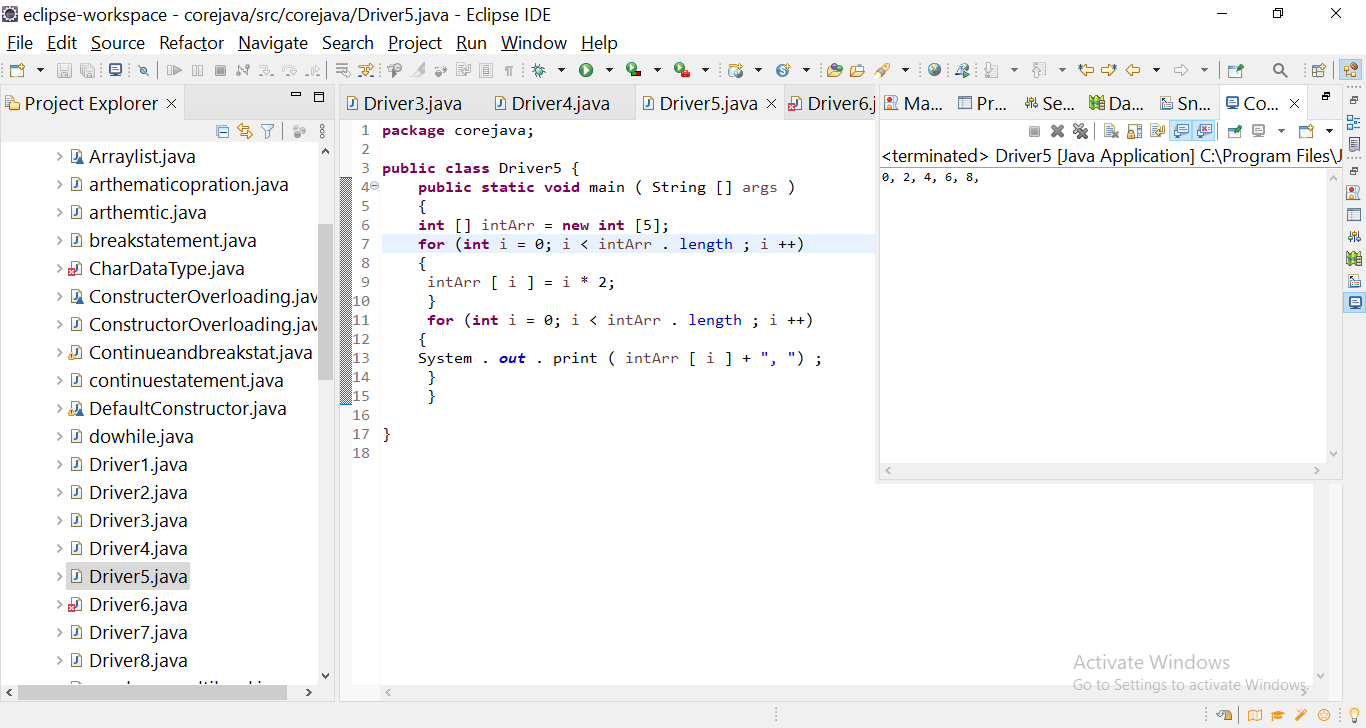 eclipse-workspace - corejava/src/corejava/Driver5.java - Eclipse IDE
File Edit Source Refactor Navigate Search Project Run Window Help
Project Explorer
Driver3.java Driver4.java Driver5.java Driver6.j
Ma... Pr... Se... Da... Sn... Co...
Arraylist.java
arthematicopration.java
arthemtic.java
breakstatement.java
CharDataType.java
ConstructerOverloading.jav
ConstructorOverloading.jav
Continueandbreakstat.java
continuestatement.java
DefaultConstructor.java
dowhile.java
Driver1.java
Driver2.java
Driver3.java
Driver4.java
Driver5.java
Driver6.java
Driver7.java
Driver8.java
1 package corejava;
2
3 public class Driver5 {
4 public static void main ( String [] args )
5 {
6 int [] intArr = new int [5];
7 for (int i = 0; i < intArr . length ; i ++)
8 {
9 intArr [ i ] = i * 2;
10 }
11 for (int i = 0; i < intArr . length ; i ++)
12 {
13 System . out . print ( intArr [ i ] + ", ") ;
14 }
15 }
16
17 }
18
<terminated> Driver5 [Java Application] C:\Program Files\J
0, 2, 4, 6, 8,
Activate Windows
Go to Settings to activate Windows.